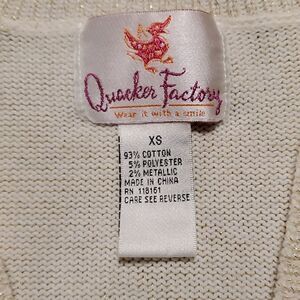 Quacker Factory
Wear it with a smile
XS
93% COTTON
5% POLYESTER
2% METALLIC
MADE IN CHINA
RN 118161
CARE SEE REVERSE